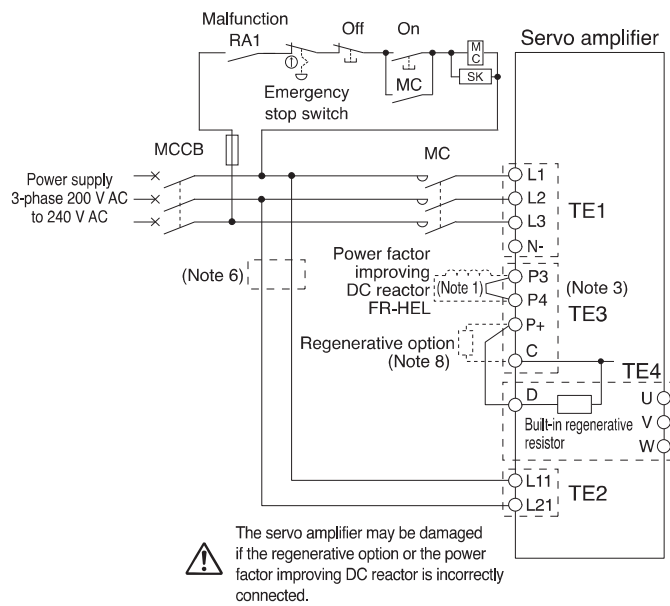 Malfunction
RA1
Off
On
MC
MC
SK
Emergency
stop switch
Servo amplifier
MCCB
MC
Power supply
3-phase 200 V AC
to 240 V AC
L1
L2
L3
N-
TE1
(Note 6)
Power factor
improving
DC reactor
FR-HEL
(Note 1)
P3
P4
P+
C
(Note 3)
TE3
Regenerative option
(Note 8)
TE4
D
Built-in regenerative
resistor
U
V
W
L11
L21
TE2
The servo amplifier may be damaged
if the regenerative option or the power
factor improving DC reactor is incorrectly
connected.